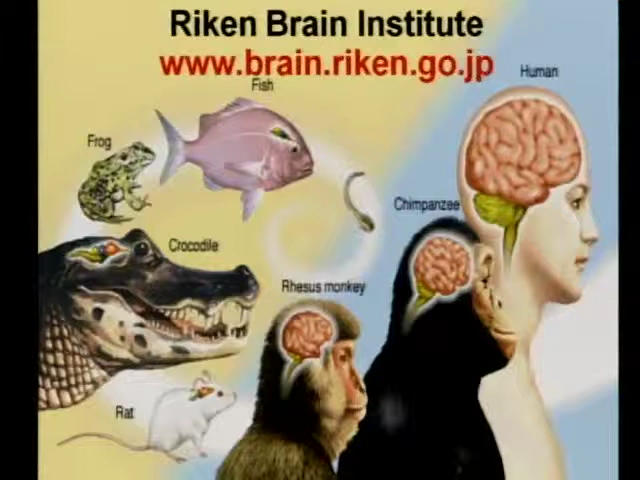 Riken Brain Institute
www.brain.riken.go.jp
Human
Fish
Frog
Chimpanzee
Crocodile
Rhesus monkey
Rat